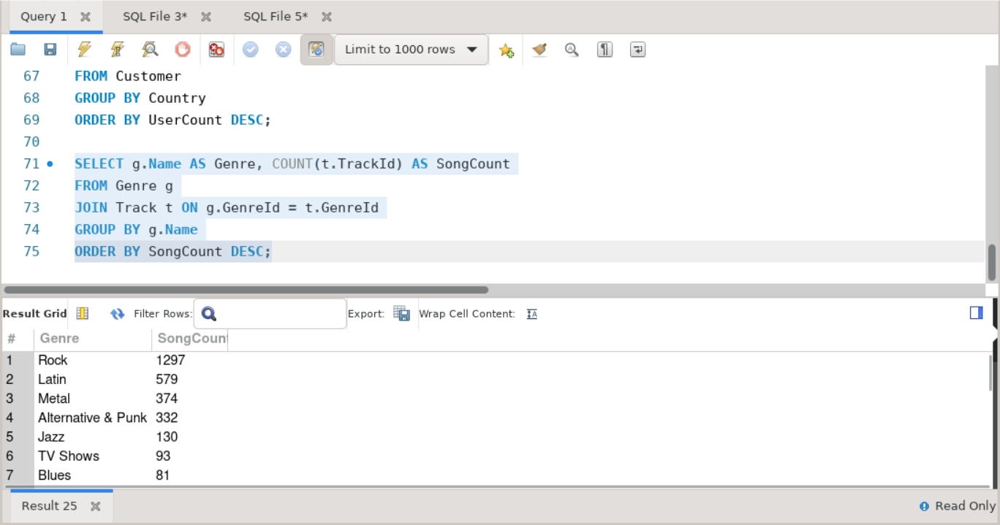 Query 1 SQL File 3* SQL File 5*
Limit to 1000 rows
67 FROM Customer
68 GROUP BY Country
69 ORDER BY UserCount DESC;
70
71 SELECT g.Name AS Genre, COUNT(t.TrackId) AS SongCount
72 FROM Genre g
73 JOIN Track t ON g.GenreId = t.GenreId
74 GROUP BY g.Name
75 ORDER BY SongCount DESC;
Result Grid Filter Rows: Export: Wrap Cell Content: IA
# Genre SongCount
1 Rock 1297
2 Latin 579
3 Metal 374
4 Alternative & Punk 332
5 Jazz 130
6 TV Shows 93
7 Blues 81
Result 25 Read Only